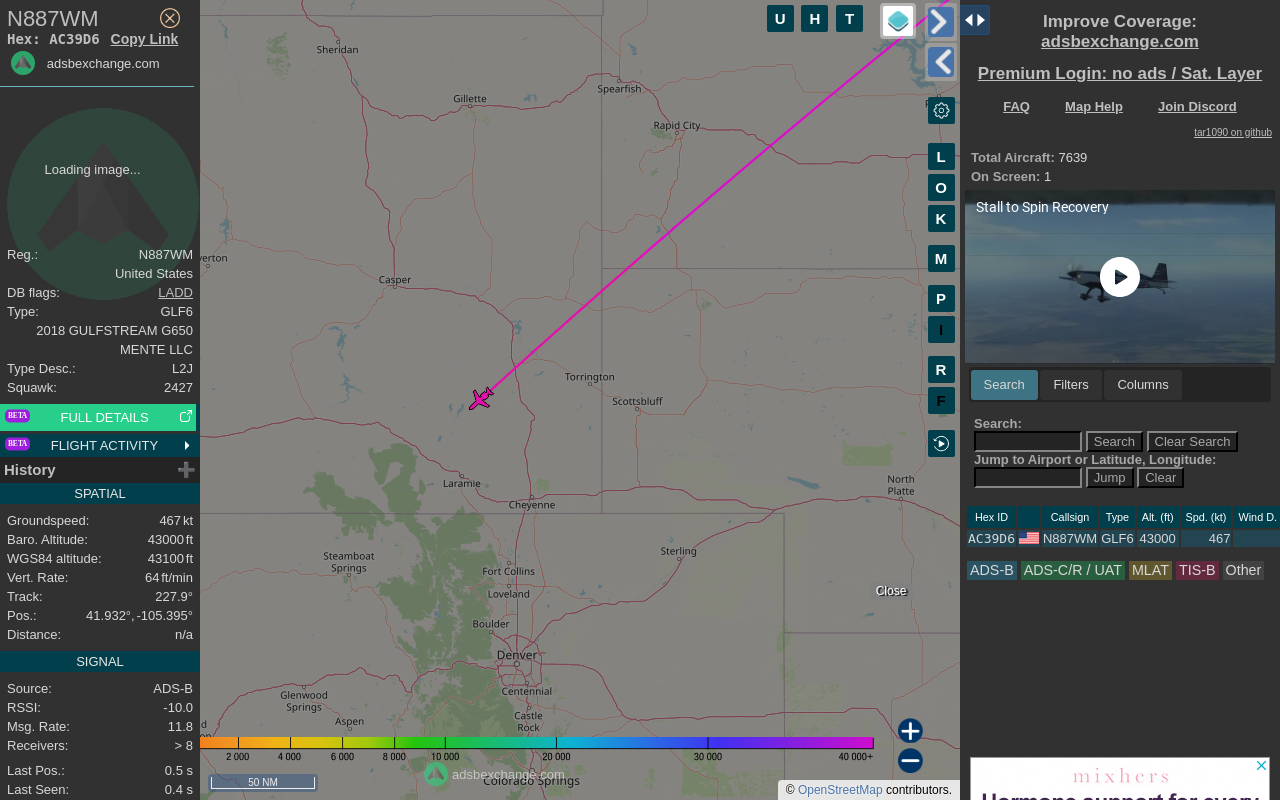 N887WM
Hex: AC39D6 Copy Link
adsbexchange.com
Loading image...
Reg.: N887WM
United States
DB flags: LADD
Type: GLF6
2018 GULFSTREAM G650
MENTE LLC
Type Desc.: L2J
Squawk: 2427
BETA FULL DETAILS
BETA FLIGHT ACTIVITY
History
SPATIAL
Groundspeed: 467 kt
Baro. Altitude: 43000 ft
WGS84 altitude: 43100 ft
Vert. Rate: 64 ft/min
Track: 227.9°
Pos.: 41.932°, -105.395°
Distance: n/a
SIGNAL
Source: ADS-B
RSSI: -10.0
Msg. Rate: 11.8
Receivers: > 8
Last Pos.: 0.5 s
Last Seen: 0.4 s
U H T
Sheridan
Gillette
Spearfish
Rapid City
verton
Casper
Torrington
Scottsbluff
Laramie
Cheyenne
North
Platte
Steamboat
Springs
Sterling
Fort Collins
Loveland
Boulder
Denver
Centennial
Glenwood
Springs
Aspen
Castle
Rock
Colorado Springs
L
O
K
M
P
I
R
F
Close
2 000 4 000 6 000 8 000 10 000 20 000 30 000 40 000+
50 NM
adsbexchange.com
© OpenStreetMap contributors.
Improve Coverage:
adsbexchange.com
Premium Login: no ads / Sat. Layer
FAQ Map Help Join Discord
tar1090 on github
Total Aircraft: 7639
On Screen: 1
Stall to Spin Recovery
Search Filters Columns
Search:
Search Clear Search
Jump to Airport or Latitude, Longitude:
Jump Clear
Hex ID Callsign Type Alt. (ft) Spd. (kt) Wind D.
AC39D6 N887WM GLF6 43000 467
ADS-B ADS-C/R / UAT MLAT TIS-B Other
mixhers
Hormone support for every